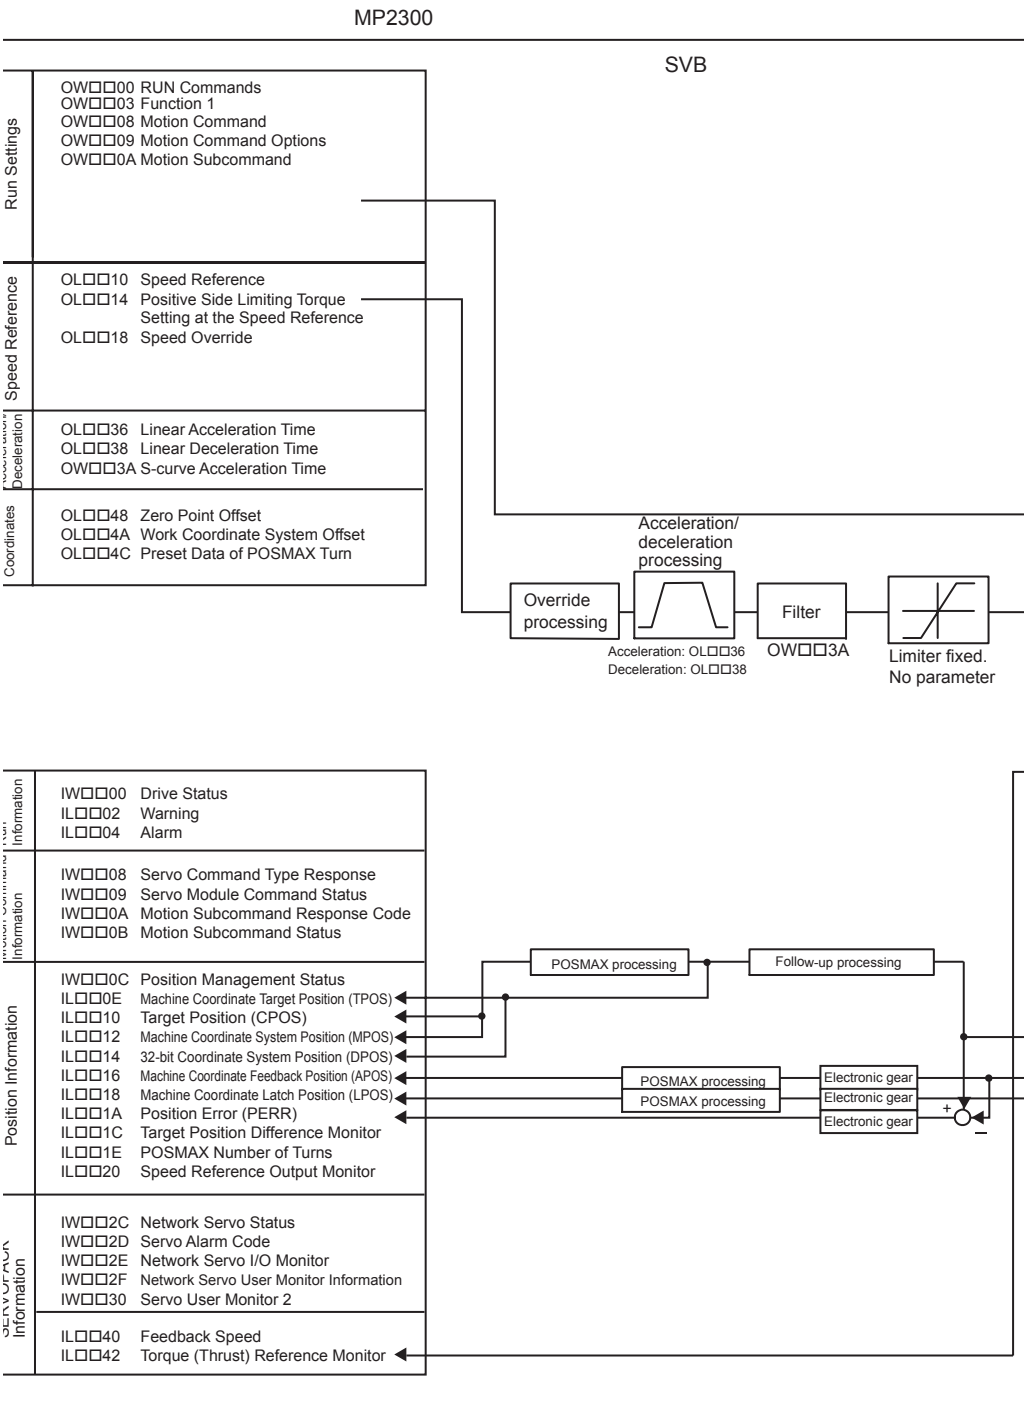 MP2300
SVB
Run Settings
OW□□00 RUN Commands
OW□□03 Function 1
OW□□08 Motion Command
OW□□09 Motion Command Options
OW□□0A Motion Subcommand
Speed Reference
OL□□10 Speed Reference
OL□□14 Positive Side Limiting Torque
Setting at the Speed Reference
OL□□18 Speed Override
Deceleration
OL□□36 Linear Acceleration Time
OL□□38 Linear Deceleration Time
OW□□3A S-curve Acceleration Time
Coordinates
OL□□48 Zero Point Offset
OL□□4A Work Coordinate System Offset
OL□□4C Preset Data of POSMAX Turn
Override
processing
Acceleration/
deceleration
processing
Acceleration: OL□□36
Deceleration: OL□□38
Filter
OW□□3A
Limiter fixed.
No parameter
Information
IW□□00 Drive Status
IL□□02 Warning
IL□□04 Alarm
Information
IW□□08 Servo Command Type Response
IW□□09 Servo Module Command Status
IW□□0A Motion Subcommand Response Code
IW□□0B Motion Subcommand Status
Position Information
IW□□0C Position Management Status
IL□□0E Machine Coordinate Target Position (TPOS)
IL□□10 Target Position (CPOS)
IL□□12 Machine Coordinate System Position (MPOS)
IL□□14 32-bit Coordinate System Position (DPOS)
IL□□16 Machine Coordinate Feedback Position (APOS)
IL□□18 Machine Coordinate Latch Position (LPOS)
IL□□1A Position Error (PERR)
IL□□1C Target Position Difference Monitor
IL□□1E POSMAX Number of Turns
IL□□20 Speed Reference Output Monitor
POSMAX processing
Follow-up processing
POSMAX processing
Electronic gear
POSMAX processing
Electronic gear
Electronic gear
+
−
Information
IW□□2C Network Servo Status
IW□□2D Servo Alarm Code
IW□□2E Network Servo I/O Monitor
IW□□2F Network Servo User Monitor Information
IW□□30 Servo User Monitor 2
IL□□40 Feedback Speed
IL□□42 Torque (Thrust) Reference Monitor